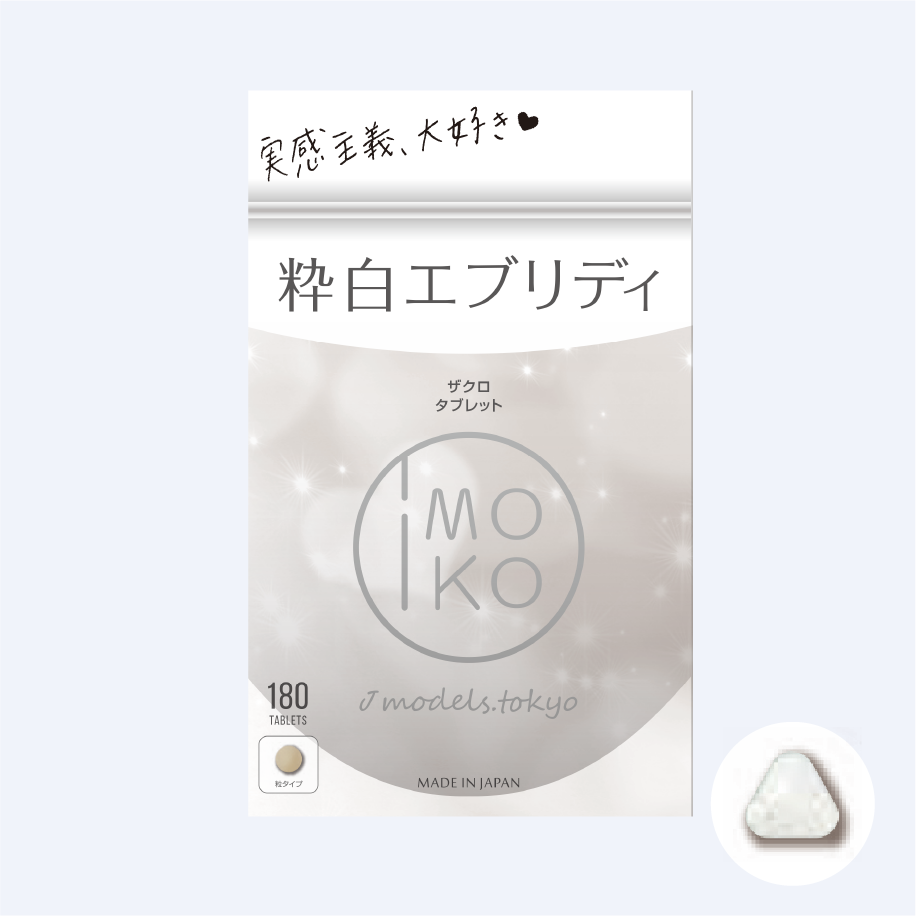 実感主義、大好き♥
粋白エブリディ
ザクロ
タブレット
IMO
KO
J models.tokyo
180
TABLETS
粒タイプ
MADE IN JAPAN